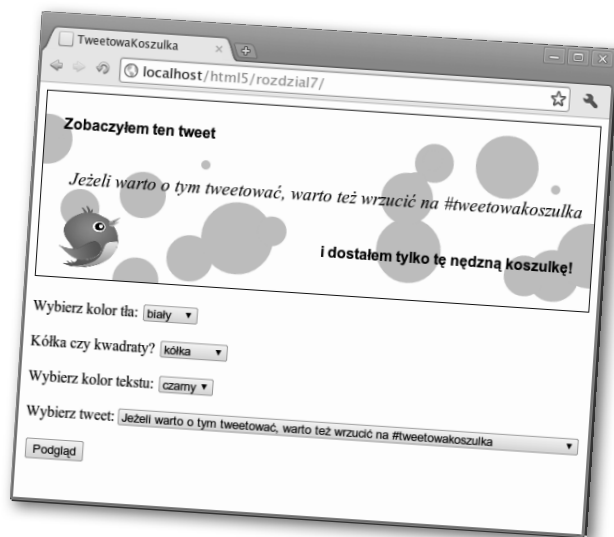 TweetowaKoszulka
localhost/html5/rozdzial7/
Zobaczyłem ten tweet
Jeżeli warto o tym tweetować, warto też wrzucić na #tweetowakoszulka
i dostałem tylko tę nędzną koszulkę!
Wybierz kolor tła: biały
Kółka czy kwadraty? kółka
Wybierz kolor tekstu: czarny
Wybierz tweet: Jeżeli warto o tym tweetować, warto też wrzucić na #tweetowakoszulka
Podgląd